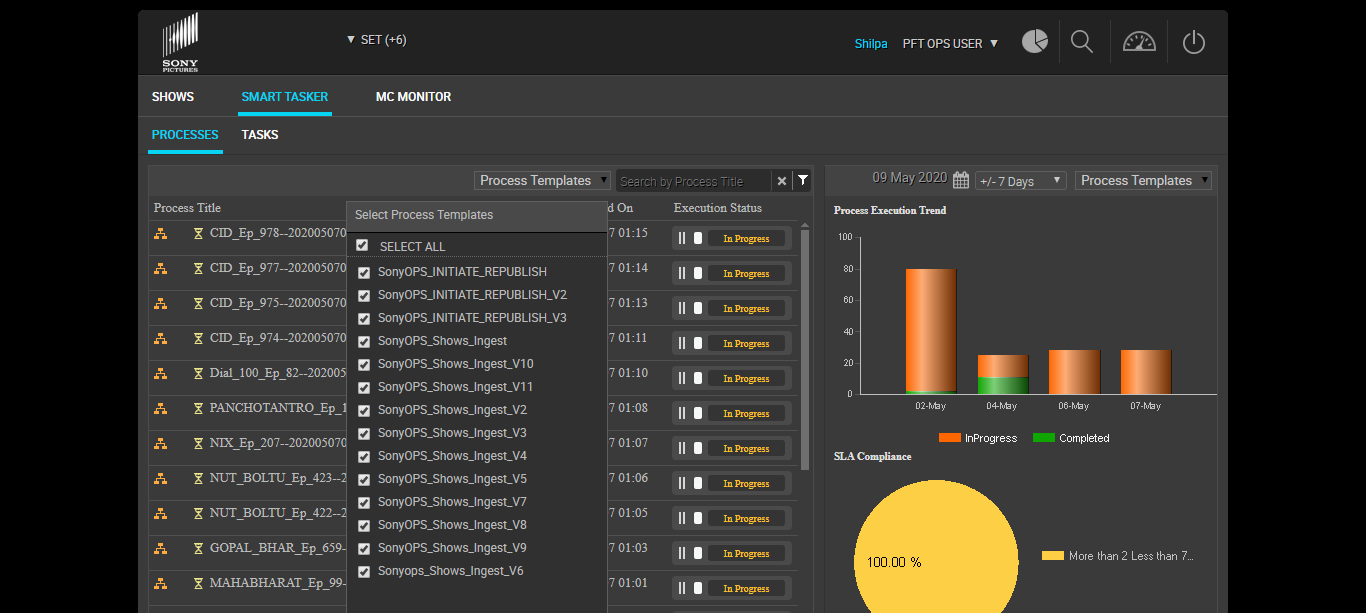 SONY
PICTURES
▼ SET (+6)
Shilpa PFT OPS USER ▼
SHOWS SMART TASKER MC MONITOR
PROCESSES TASKS
Process Templates
Search by Process Title
09 May 2020
+/- 7 Days
Process Templates
Process Title
d On
Execution Status
CID_Ep_978--202005070
7 01:15
In Progress
CID_Ep_977--202005070
7 01:14
In Progress
CID_Ep_975--202005070
7 01:13
In Progress
CID_Ep_974--202005070
7 01:11
In Progress
Dial_100_Ep_82--202005
7 01:10
In Progress
PANCHOTANTRO_Ep_1
7 01:08
In Progress
NIX_Ep_207--202005070
7 01:07
In Progress
NUT_BOLTU_Ep_423--2
7 01:06
In Progress
NUT_BOLTU_Ep_422--2
7 01:05
In Progress
GOPAL_BHAR_Ep_659-
7 01:03
In Progress
MAHABHARAT_Ep_99-
7 01:01
In Progress
Select Process Templates
SELECT ALL
SonyOPS_INITIATE_REPUBLISH
SonyOPS_INITIATE_REPUBLISH_V2
SonyOPS_INITIATE_REPUBLISH_V3
SonyOPS_Shows_Ingest
SonyOPS_Shows_Ingest_V10
SonyOPS_Shows_Ingest_V11
SonyOPS_Shows_Ingest_V2
SonyOPS_Shows_Ingest_V3
SonyOPS_Shows_Ingest_V4
SonyOPS_Shows_Ingest_V5
SonyOPS_Shows_Ingest_V7
SonyOPS_Shows_Ingest_V8
SonyOPS_Shows_Ingest_V9
Sonyops_Shows_Ingest_V6
Process Execution Trend
100
80
60
40
20
0
02-May 04-May 06-May 07-May
InProgress Completed
SLA Compliance
100.00 %
More than 2 Less than 7...